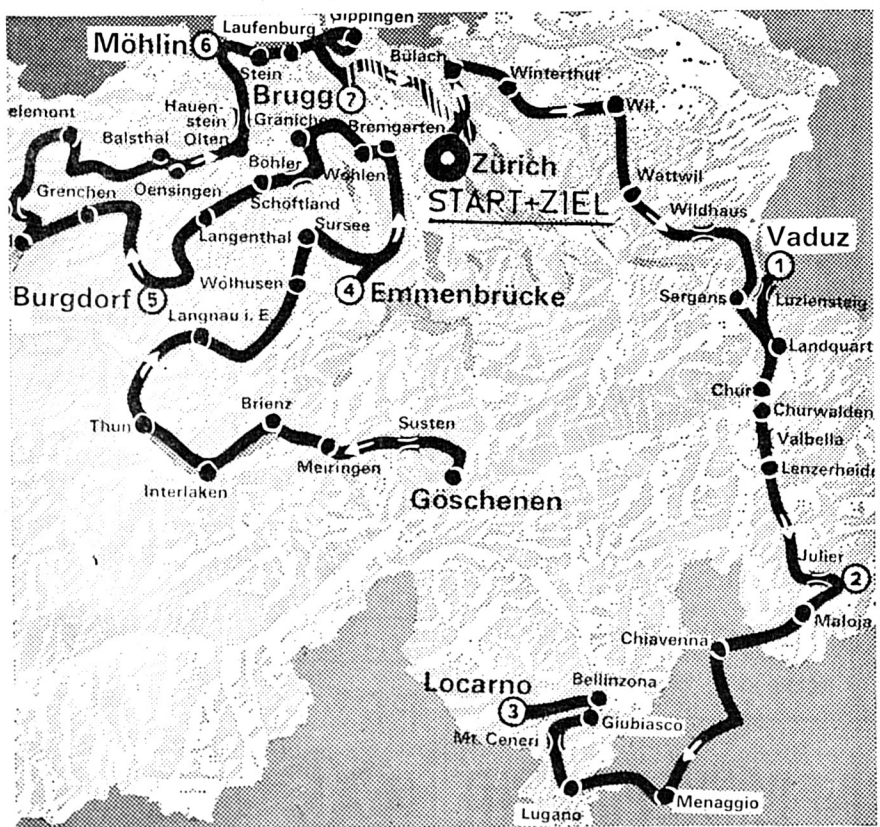 Gippingen
Laufenburg
Möhlin 6
Stein
Bülach
Winterthur
Brugg
7
Wil
elemont
Hauen-
stein
Gränichen
Bremgarten
Balsthal
Olten
Zürich
START+ZIEL
Böhler
Wohlen
Oensingen
Grenchen
Schöftland
Wattwil
Wildhaus
Langenthal
Sursee
Vaduz
1
Burgdorf 5
Wolhusen
4 Emmenbrücke
Sargans
Luziensteig
Langnau i. E.
Landquart
Chur
Churwalden
Brienz
Susten
Thun
Valbella
Meiringen
Lenzerheide
Interlaken
Göschenen
Julier
2
Maloja
Chiavenna
Locarno
3
Bellinzona
Giubiasco
Mt. Ceneri
Lugano
Menaggio